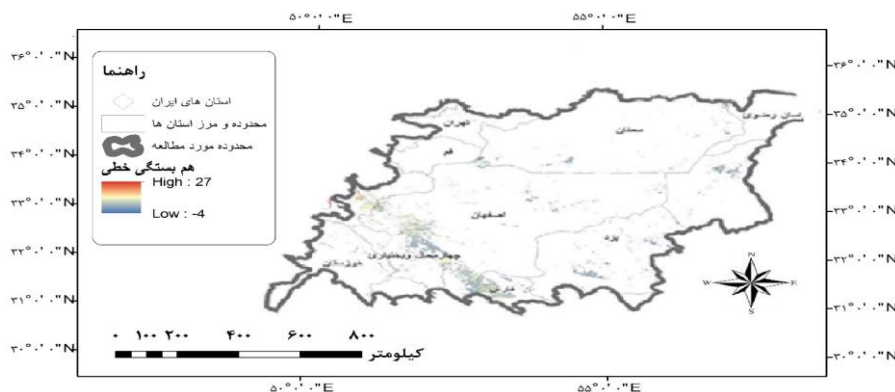 ۵۰°۰'۰"E ۵۵°۰'۰"E
۳۶°۰'۰"N ۳۶°۰'۰"N
۳۵°۰'۰"N ۳۵°۰'۰"N
۳۴°۰'۰"N ۳۴°۰'۰"N
۳۳°۰'۰"N ۳۳°۰'۰"N
۳۲°۰'۰"N ۳۲°۰'۰"N
۳۱°۰'۰"N ۳۱°۰'۰"N
۳۰°۰'۰"N ۳۰°۰'۰"N
راهنما
استان های ایران
محدوده و مرز استان ها
محدوده مورد مطالعه
هم بستگی خطی
High : 27
Low : -4
تهران
سمنان
رضوی
قم
اصفهان
یزد
چهارمحال وبختیاری
خوزستان
فارس
N
W E
S
۰ ۱۰۰ ۲۰۰ ۴۰۰ ۶۰۰ ۸۰۰
کیلومتر
۵۰°۰'۰"E ۵۵°۰'۰"E